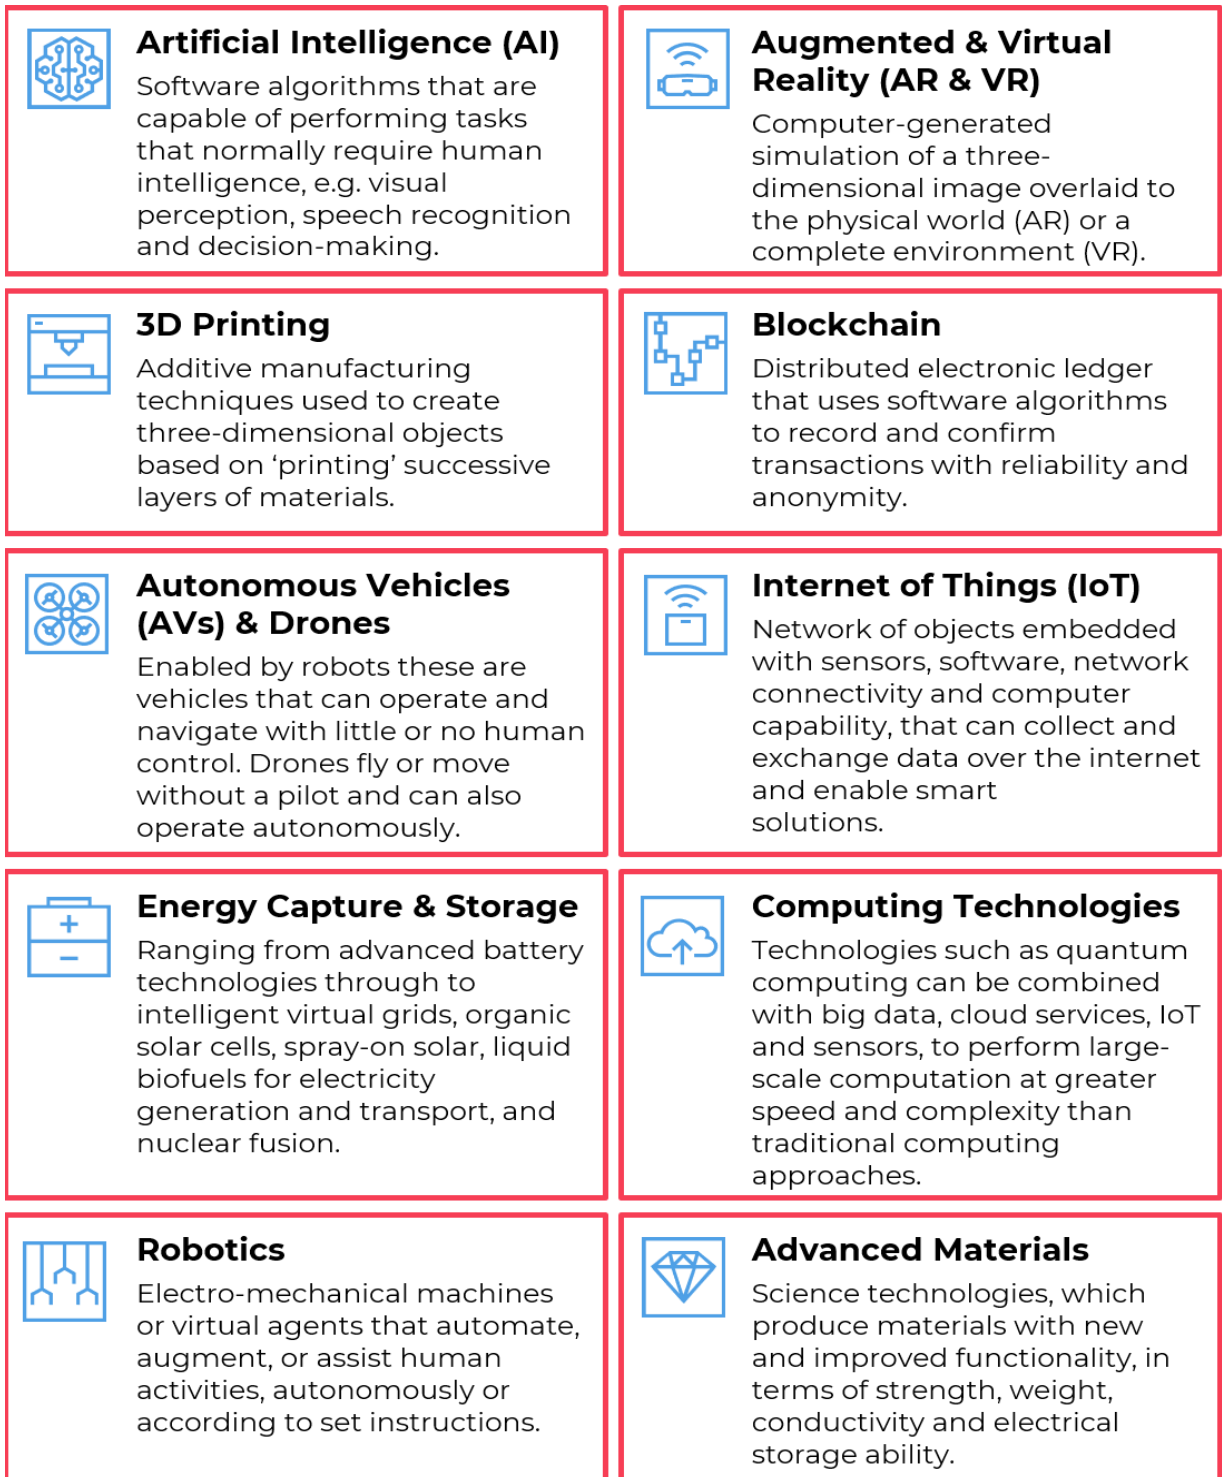 Artificial Intelligence (AI)
Software algorithms that are
capable of performing tasks
that normally require human
intelligence, e.g. visual
perception, speech recognition
and decision-making.
Augmented & Virtual
Reality (AR & VR)
Computer-generated
simulation of a three-
dimensional image overlaid to
the physical world (AR) or a
complete environment (VR).
3D Printing
Additive manufacturing
techniques used to create
three-dimensional objects
based on ‘printing’ successive
layers of materials.
Blockchain
Distributed electronic ledger
that uses software algorithms
to record and confirm
transactions with reliability and
anonymity.
Autonomous Vehicles
(AVs) & Drones
Enabled by robots these are
vehicles that can operate and
navigate with little or no human
control. Drones fly or move
without a pilot and can also
operate autonomously.
Internet of Things (IoT)
Network of objects embedded
with sensors, software, network
connectivity and computer
capability, that can collect and
exchange data over the internet
and enable smart
solutions.
Energy Capture & Storage
Ranging from advanced battery
technologies through to
intelligent virtual grids, organic
solar cells, spray-on solar, liquid
biofuels for electricity
generation and transport, and
nuclear fusion.
Computing Technologies
Technologies such as quantum
computing can be combined
with big data, cloud services, IoT
and sensors, to perform large-
scale computation at greater
speed and complexity than
traditional computing
approaches.
Robotics
Electro-mechanical machines
or virtual agents that automate,
augment, or assist human
activities, autonomously or
according to set instructions.
Advanced Materials
Science technologies, which
produce materials with new
and improved functionality, in
terms of strength, weight,
conductivity and electrical
storage ability.